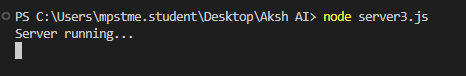 PS C:\Users\mpstme.student\Desktop\Aksh AI> node server3.js
Server running...